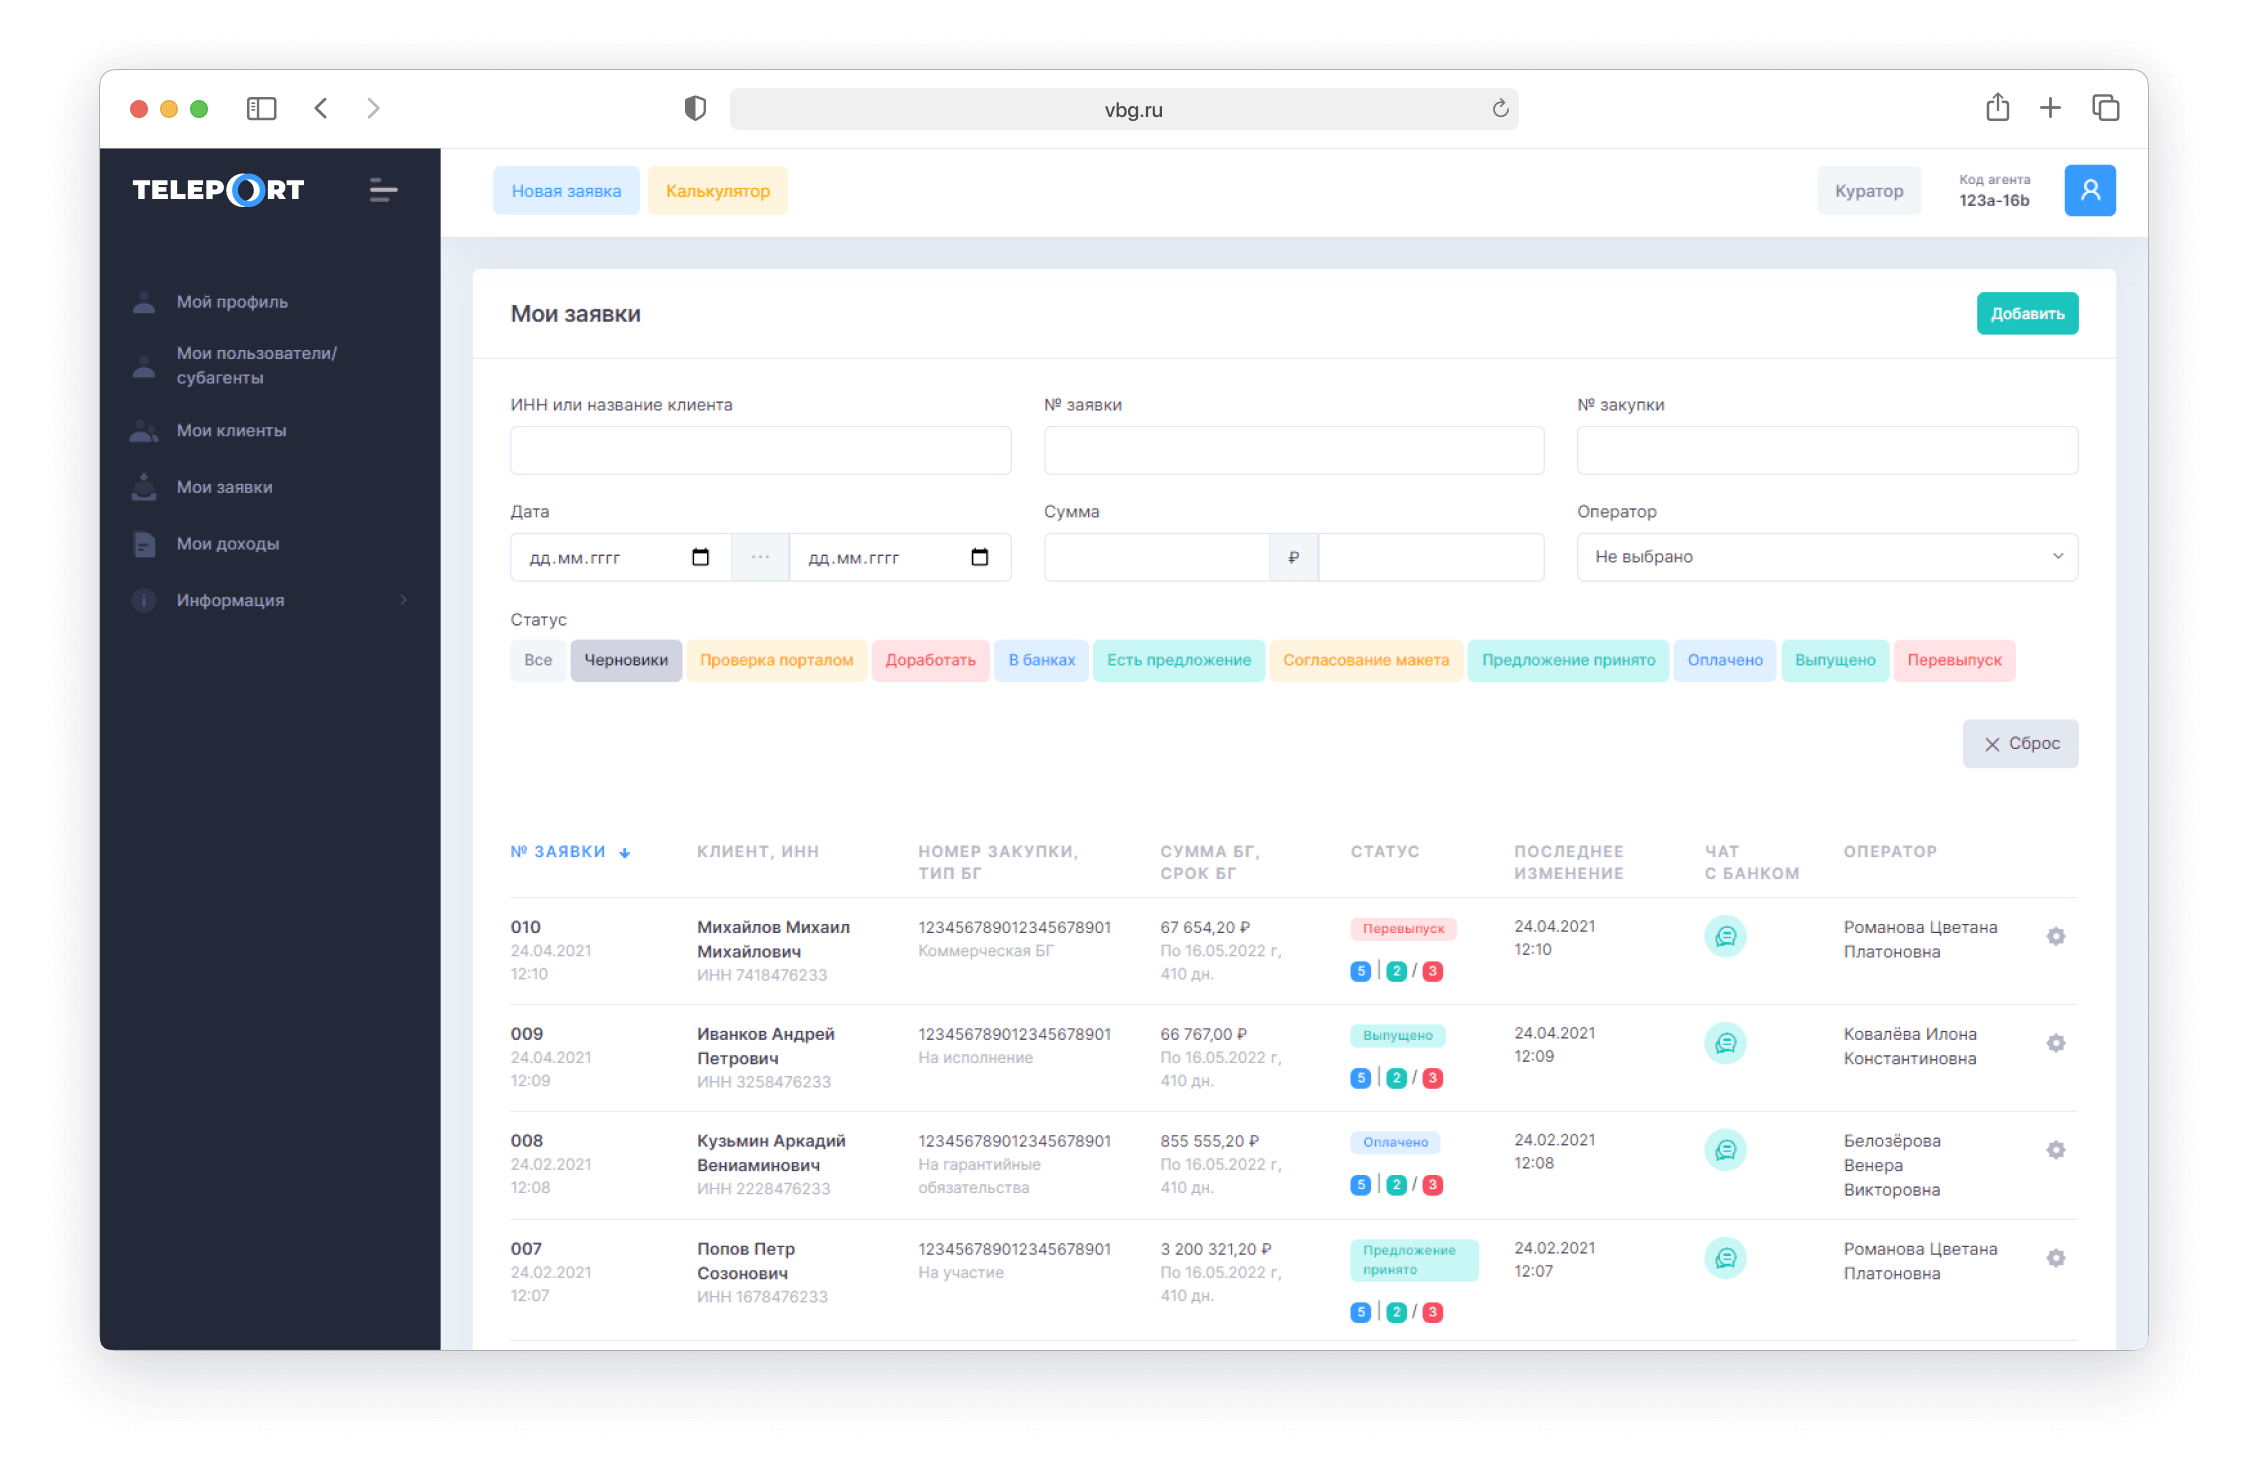 vbg.ru
TELEPORT
Новая заявка
Калькулятор
Куратор
Код агента
123a-16b
Мой профиль
Мои пользователи/
субагенты
Мои клиенты
Мои заявки
Мои доходы
Информация
Мои заявки
Добавить
ИНН или название клиента
№ заявки
№ закупки
Дата
Сумма
Оператор
дд.мм.гггг
дд.мм.гггг
₽
Не выбрано
Статус
Все
Черновики
Проверка порталом
Доработать
В банках
Есть предложение
Согласование макета
Предложение принято
Оплачено
Выпущено
Перевыпуск
Сброс
№ ЗАЯВКИ
КЛИЕНТ, ИНН
НОМЕР ЗАКУПКИ,
ТИП БГ
СУММА БГ,
СРОК БГ
СТАТУС
ПОСЛЕДНЕЕ
ИЗМЕНЕНИЕ
ЧАТ
С БАНКОМ
ОПЕРАТОР
010
24.04.2021
12:10
Михайлов Михаил
Михайлович
ИНН 7418476233
123456789012345678901
Коммерческая БГ
67 654,20 ₽
По 16.05.2022 г,
410 дн.
Перевыпуск
5 | 2 / 3
24.04.2021
12:10
Романова Цветана
Платоновна
009
24.04.2021
12:09
Иванков Андрей
Петрович
ИНН 3258476233
123456789012345678901
На исполнение
66 767,00 ₽
По 16.05.2022 г,
410 дн.
Выпущено
5 | 2 / 3
24.04.2021
12:09
Ковалёва Илона
Константиновна
008
24.02.2021
12:08
Кузьмин Аркадий
Вениаминович
ИНН 2228476233
123456789012345678901
На гарантийные
обязательства
855 555,20 ₽
По 16.05.2022 г,
410 дн.
Оплачено
5 | 2 / 3
24.02.2021
12:08
Белозёрова
Венера
Викторовна
007
24.02.2021
12:07
Попов Петр
Созонович
ИНН 1678476233
123456789012345678901
На участие
3 200 321,20 ₽
По 16.05.2022 г,
410 дн.
Предложение
принято
5 | 2 / 3
24.02.2021
12:07
Романова Цветана
Платоновна